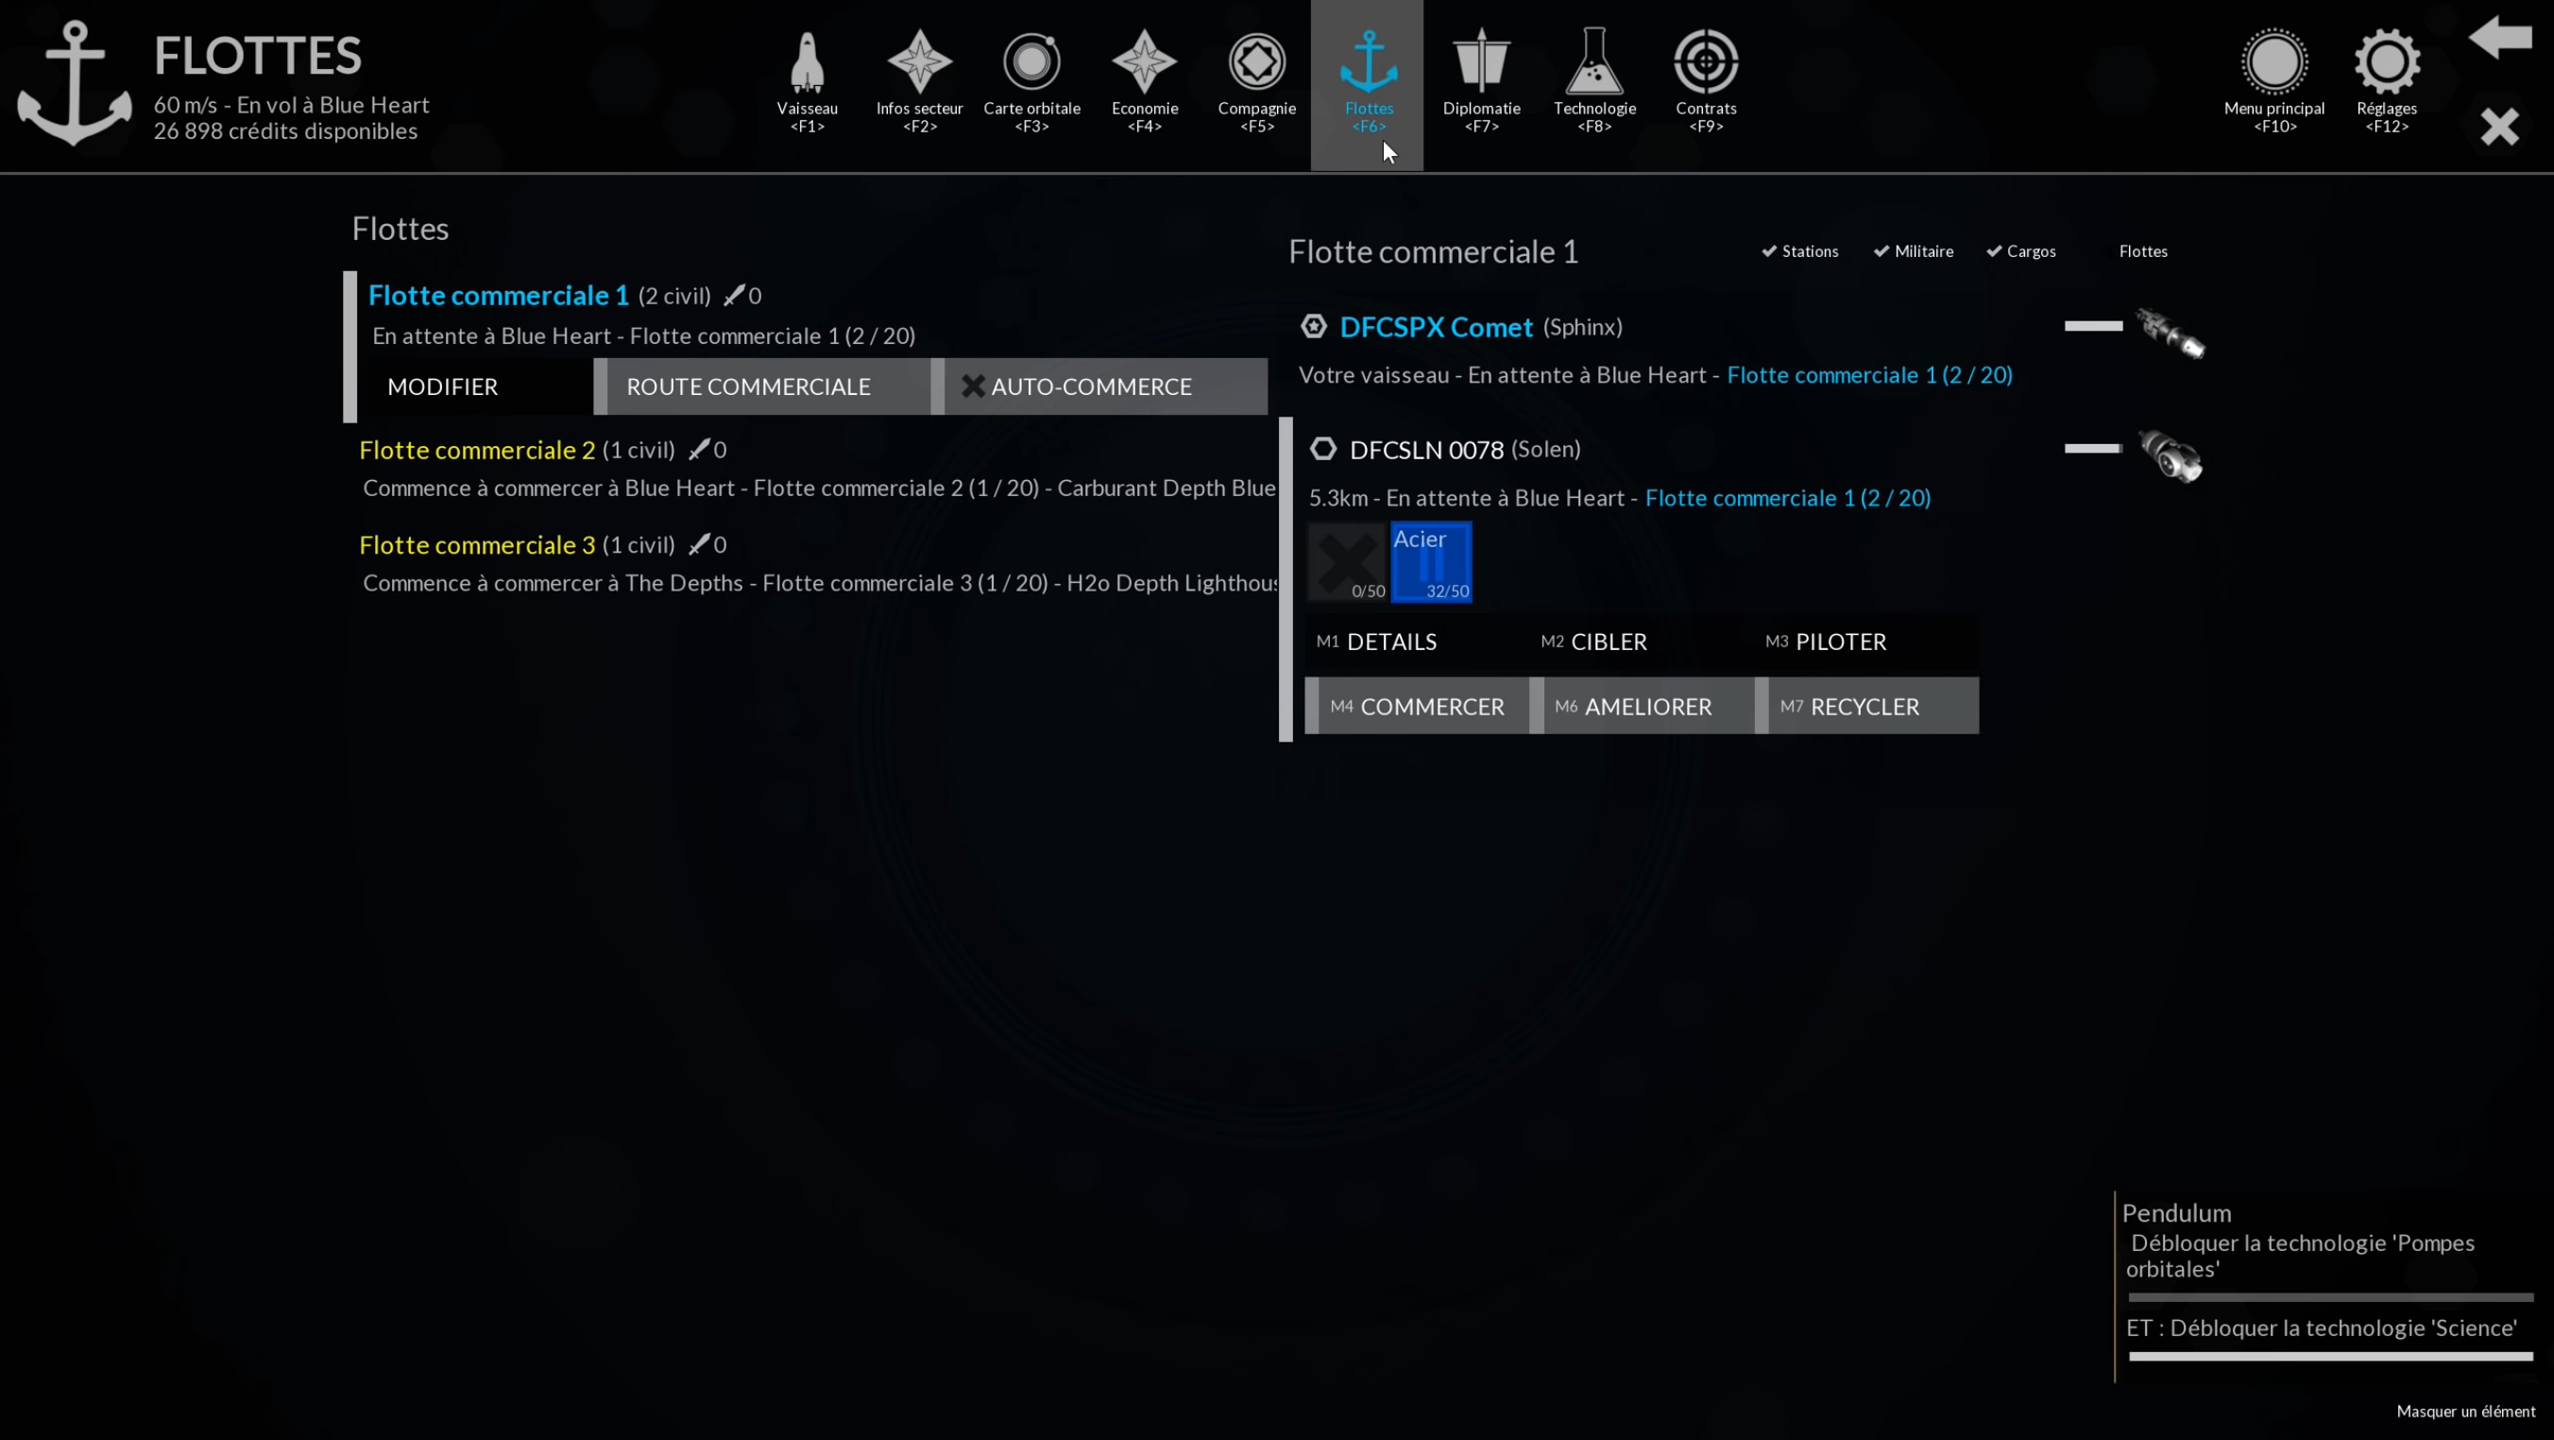 FLOTTES
60 m/s - En vol à Blue Heart
26 898 crédits disponibles
Vaisseau
<F1>
Infos secteur
<F2>
Carte orbitale
<F3>
Economie
<F4>
Compagnie
<F5>
Flottes
<F6>
Diplomatie
<F7>
Technologie
<F8>
Contrats
<F9>
Menu principal
<F10>
Réglages
<F12>
Flottes
Flotte commerciale 1 (2 civil) 0
En attente à Blue Heart - Flotte commerciale 1 (2 / 20)
MODIFIER
ROUTE COMMERCIALE
AUTO-COMMERCE
Flotte commerciale 2 (1 civil) 0
Commence à commercer à Blue Heart - Flotte commerciale 2 (1 / 20) - Carburant Depth Blue
Flotte commerciale 3 (1 civil) 0
Commence à commercer à The Depths - Flotte commerciale 3 (1 / 20) - H2o Depth Lighthous
Flotte commerciale 1
Stations
Militaire
Cargos
Flottes
DFCSPX Comet (Sphinx)
Votre vaisseau - En attente à Blue Heart - Flotte commerciale 1 (2 / 20)
DFCSLN 0078 (Solen)
5.3km - En attente à Blue Heart - Flotte commerciale 1 (2 / 20)
0/50
Acier
32/50
M1 DETAILS
M2 CIBLER
M3 PILOTER
M4 COMMERCER
M6 AMELIORER
M7 RECYCLER
Pendulum
Débloquer la technologie 'Pompes
orbitales'
ET : Débloquer la technologie 'Science'
Masquer un élément